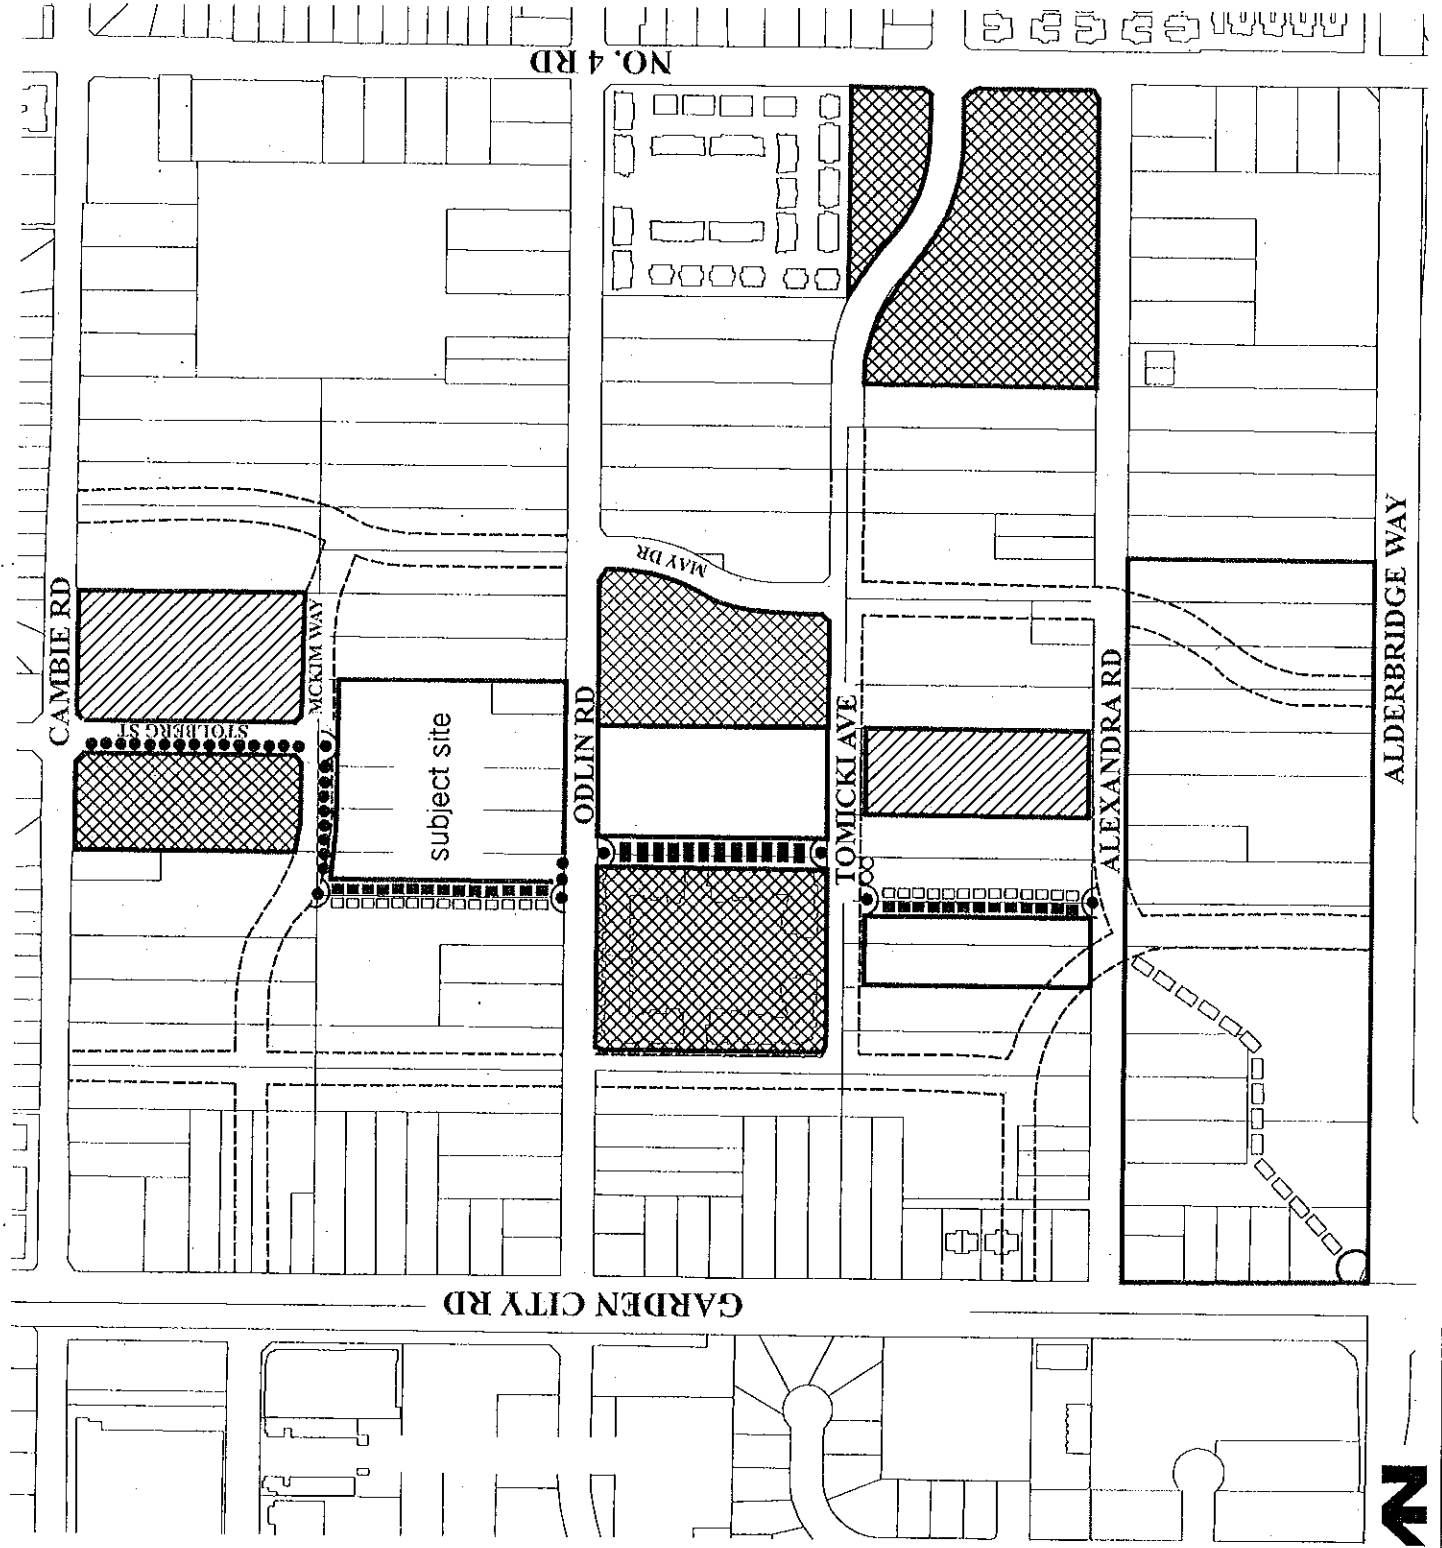 NO. 4 RD
CAMBIE RD
STOLBERG ST
MCKIM WAY
subject site
ODLIN RD
MAY DR
TOMICKI AVE
ALEXANDRA RD
ALDERBRIDGE WAY
GARDEN CITY RD
N